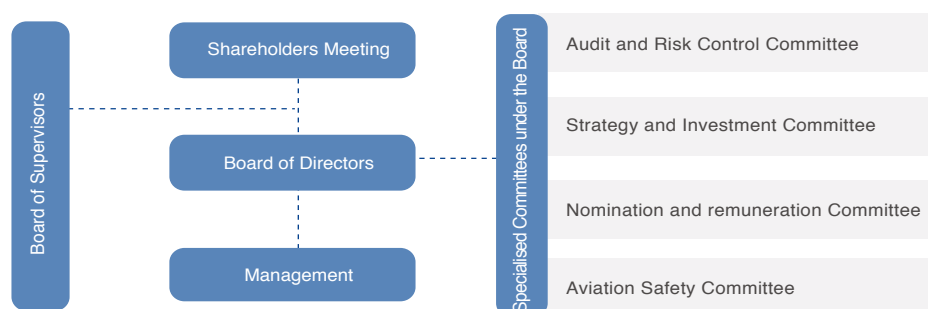 Board of Supervisors
Shareholders Meeting
Board of Directors
Management
Specialised Committees under the Board
Audit and Risk Control Committee
Strategy and Investment Committee
Nomination and remuneration Committee
Aviation Safety Committee